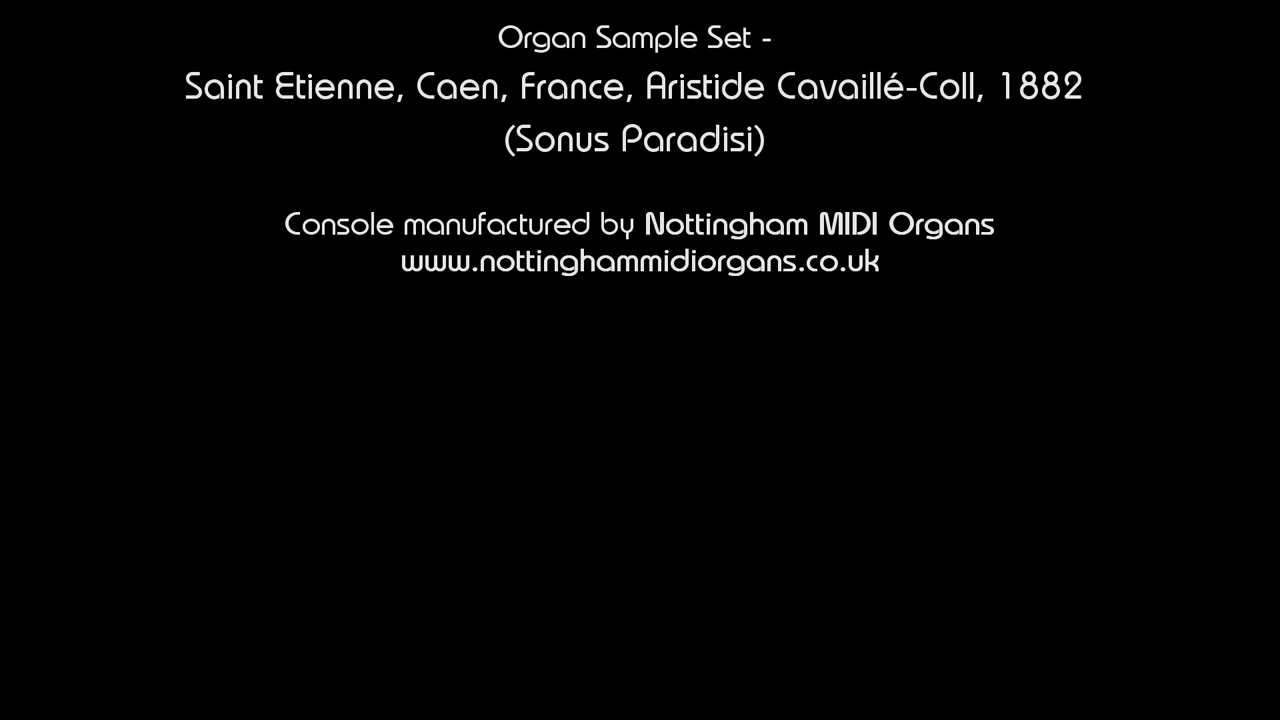 Organ Sample Set -
Saint Etienne, Caen, France, Aristide Cavaillé-Coll, 1882
(Sonus Paradisi)
Console manufactured by Nottingham MIDI Organs
www.nottinghammidiorgans.co.uk